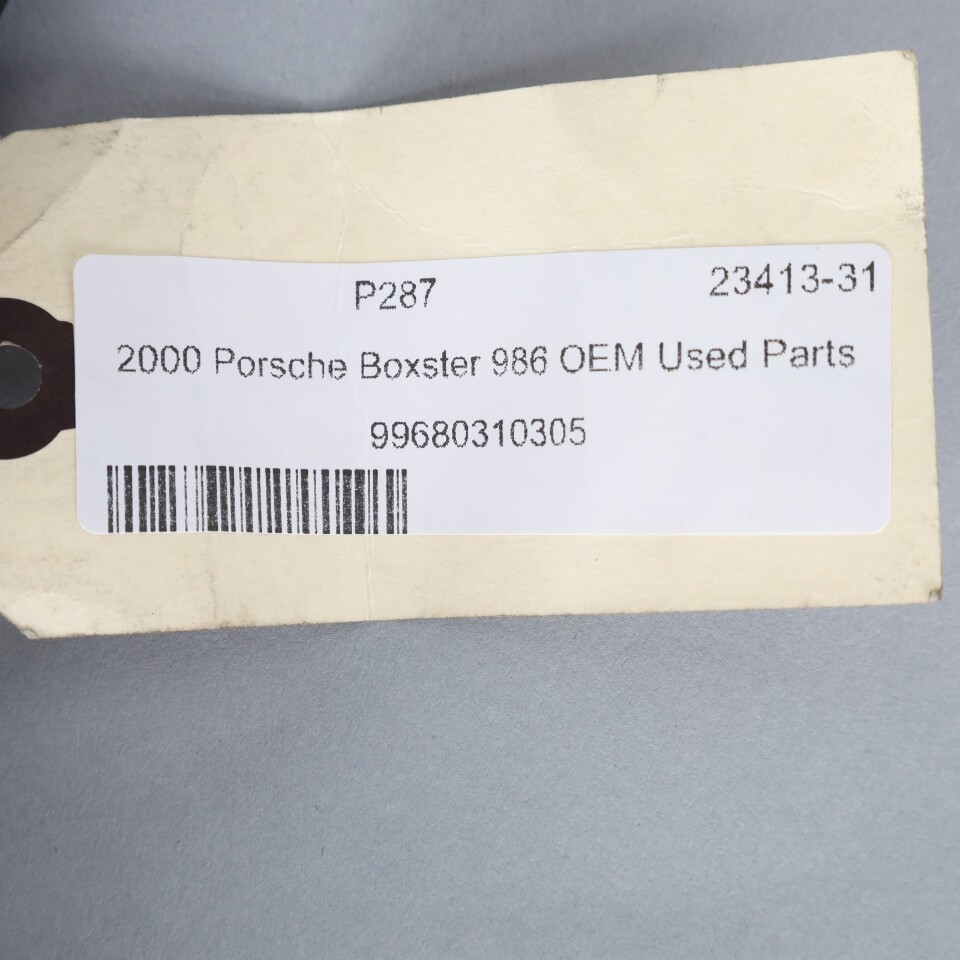 P287 23413-31
2000 Porsche Boxster 986 OEM Used Parts
99680310305